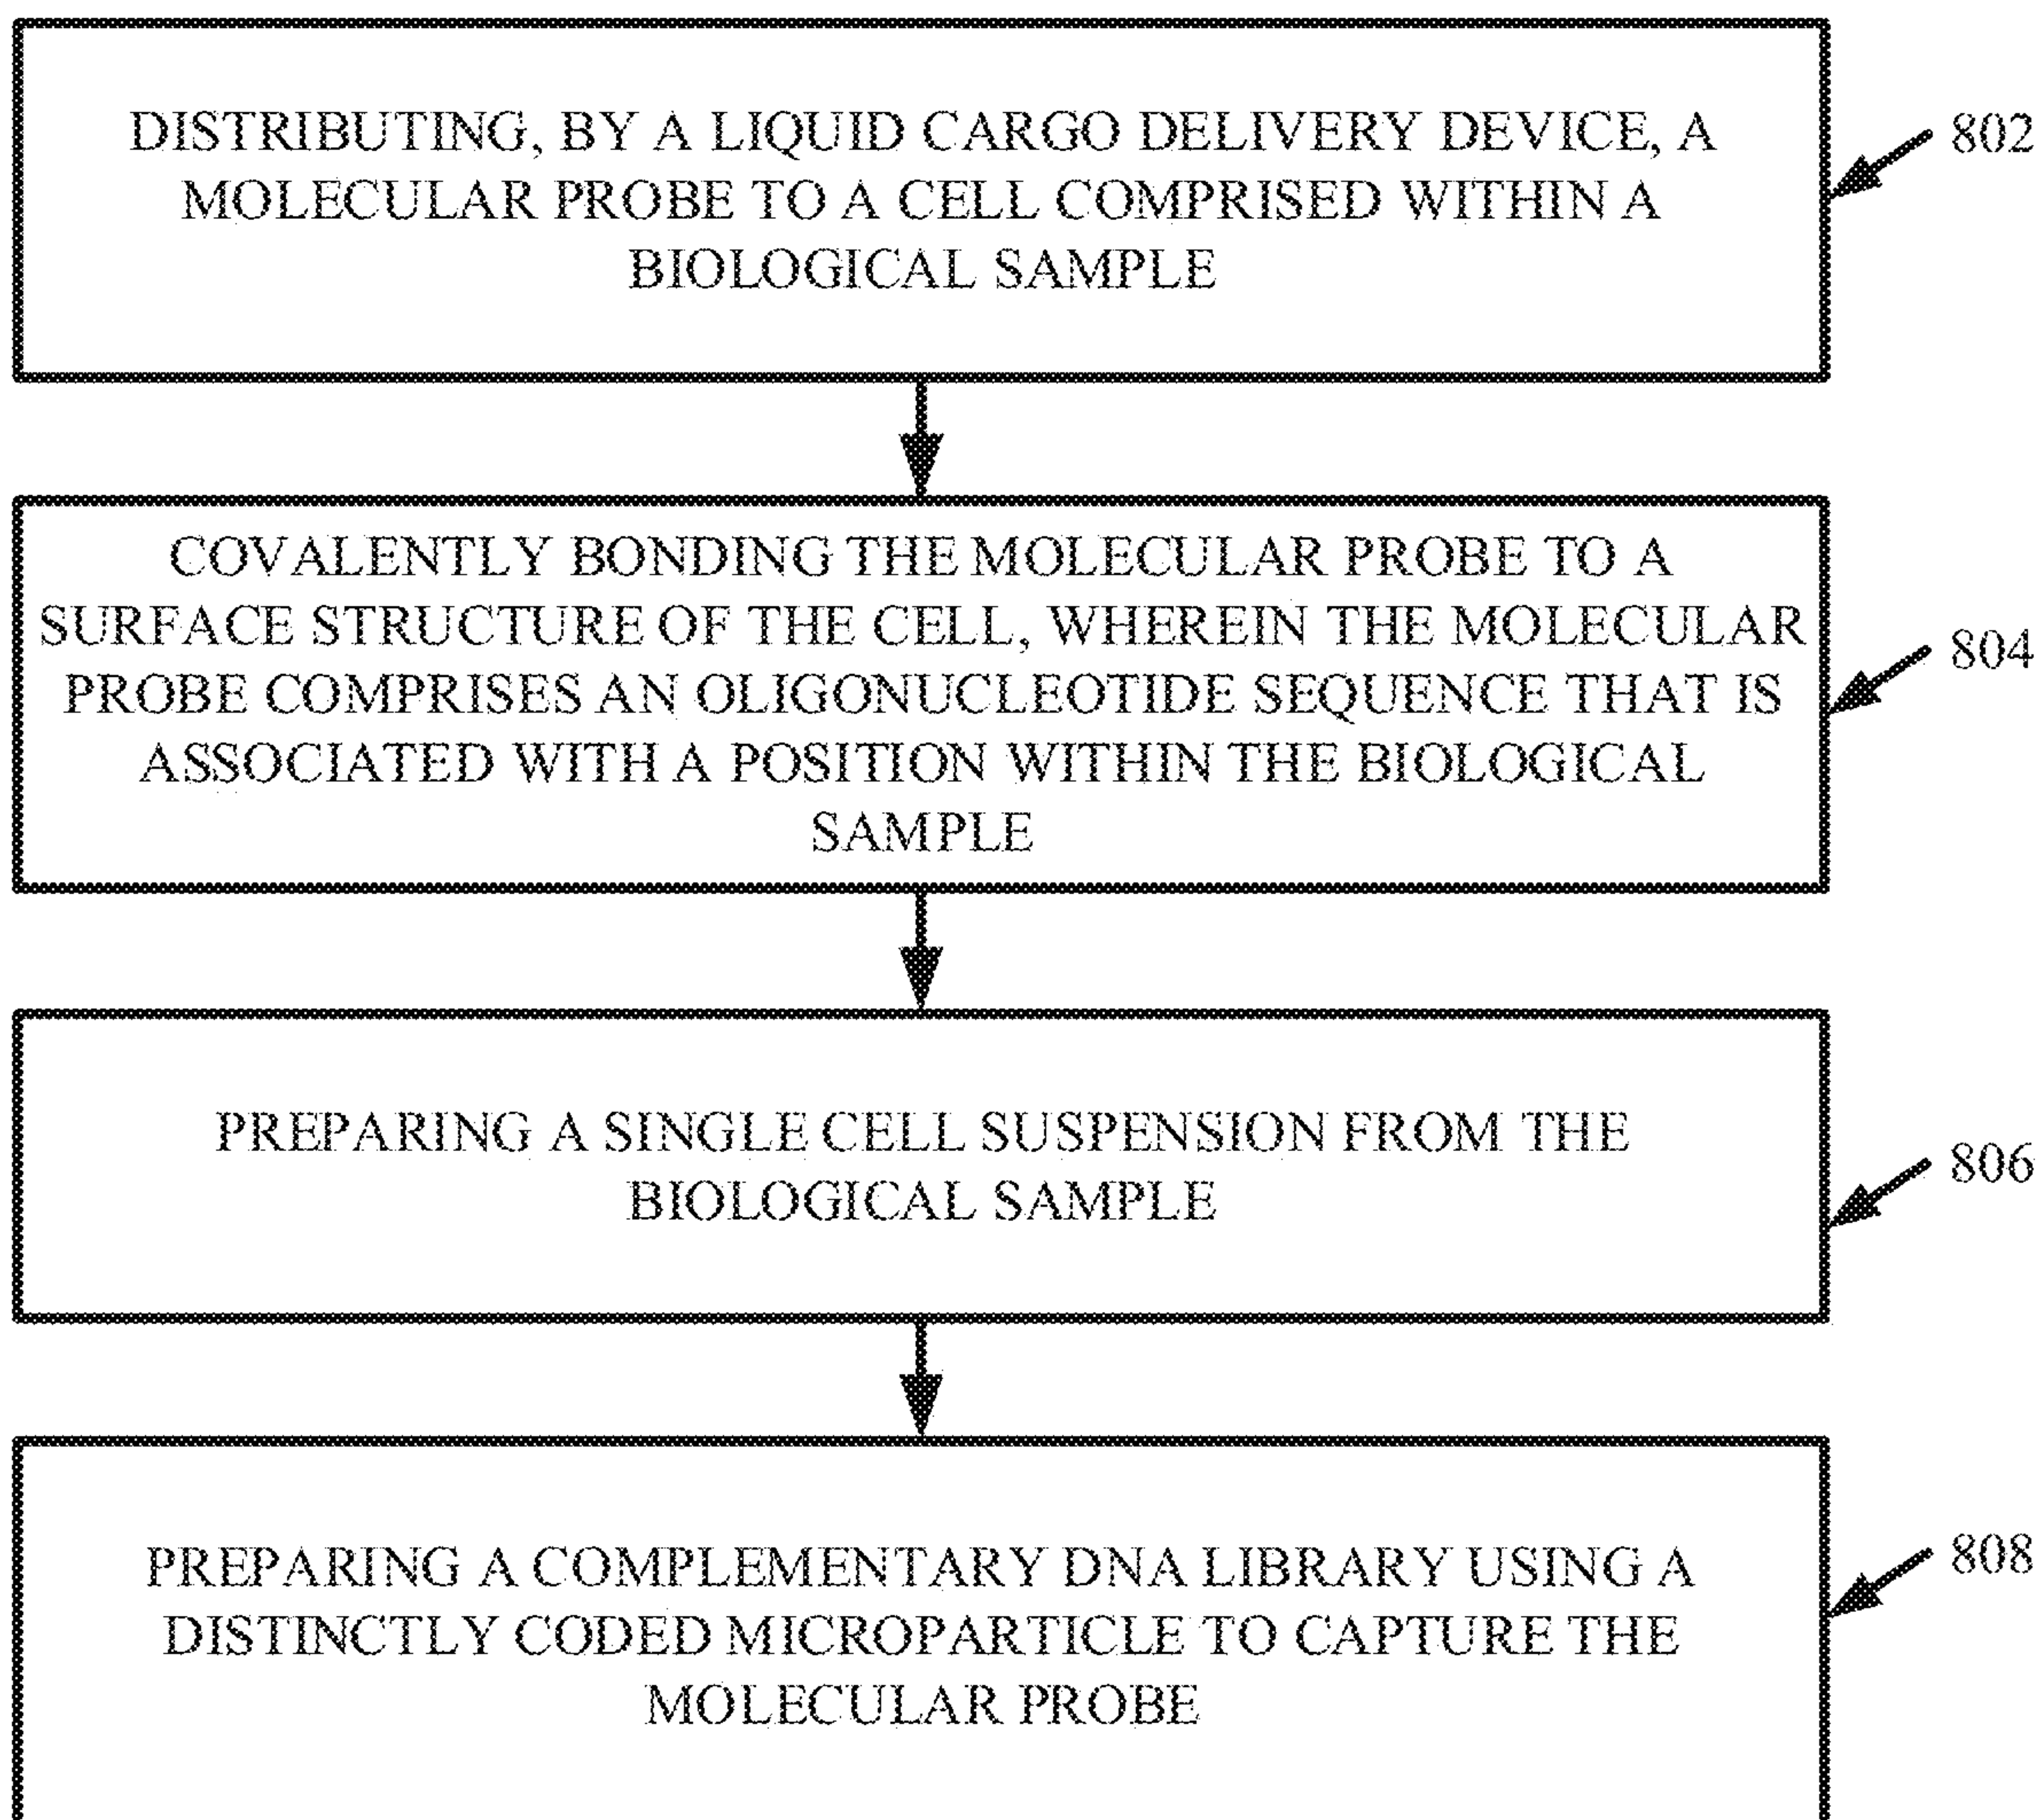 DISTRIBUTING, BY A LIQUID CARGO DELIVERY DEVICE, A
MOLECULAR PROBE TO A CELL COMPRISED WITHIN A
BIOLOGICAL SAMPLE
802
COVALENTLY BONDING THE MOLECULAR PROBE TO A
SURFACE STRUCTURE OF THE CELL, WHEREIN THE MOLECULAR
PROBE COMPRISES AN OLIGONUCLEOTIDE SEQUENCE THAT IS
ASSOCIATED WITH A POSITION WITHIN THE BIOLOGICAL
SAMPLE
804
PREPARING A SINGLE CELL SUSPENSION FROM THE
BIOLOGICAL SAMPLE
806
PREPARING A COMPLEMENTARY DNA LIBRARY USING A
DISTINCTLY CODED MICROPARTICLE TO CAPTURE THE
MOLECULAR PROBE
808